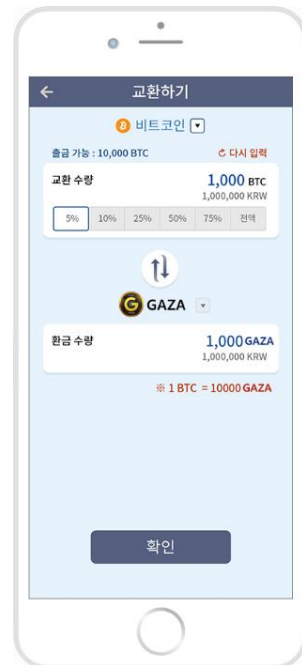 교환하기
비트코인
출금 가능 : 10,000 BTC 다시 입력
교환 수량 1,000 BTC
1,000,000 KRW
5% 10% 25% 50% 75% 전액
G GAZA
환금 수량 1,000 GAZA
1,000,000 KRW
※ 1 BTC = 10000 GAZA
확인